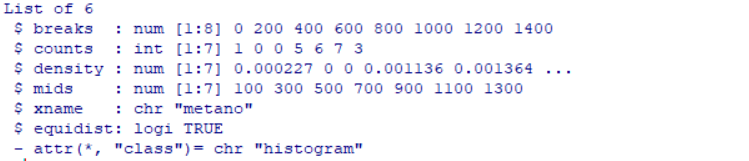 List of 6
 $ breaks  : num [1:8] 0 200 400 600 800 1000 1200 1400
 $ counts  : int [1:7] 1 0 0 5 6 7 3
 $ density : num [1:7] 0.000227 0 0 0.001136 0.001364 ...
 $ mids    : num [1:7] 100 300 500 700 900 1100 1300
 $ xname   : chr "metano"
 $ equidist: logi TRUE
 - attr(*, "class")= chr "histogram"